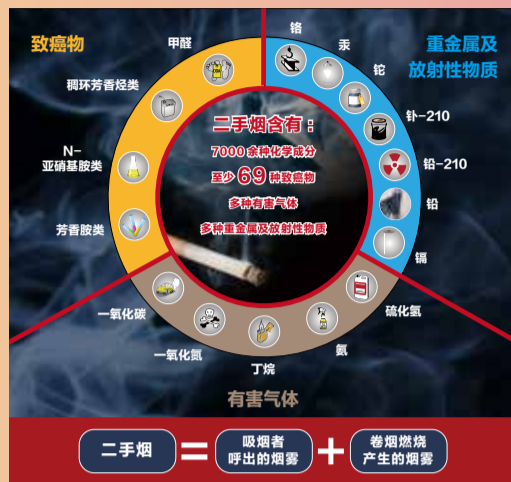 致癌物
甲醛
稠环芳香烃类
N-
亚硝基胺类
芳香胺类
铬
汞
铊
钋-210
铅-210
铅
镉
重金属及
放射性物质
二手烟含有：
7000 余种化学成分
至少 69 种致癌物
多种有害气体
多种重金属及放射性物质
一氧化碳
一氧化氮
丁烷
氨
硫化氢
有害气体
二手烟
=
吸烟者
呼出的烟雾
+
卷烟燃烧
产生的烟雾